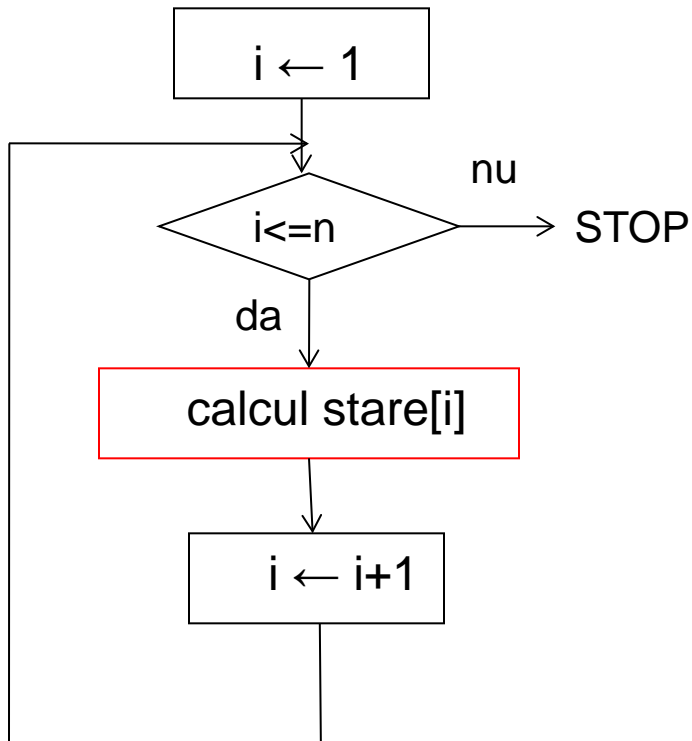 i ← 1
nu
i<=n
STOP
da
calcul stare[i]
i ← i+1